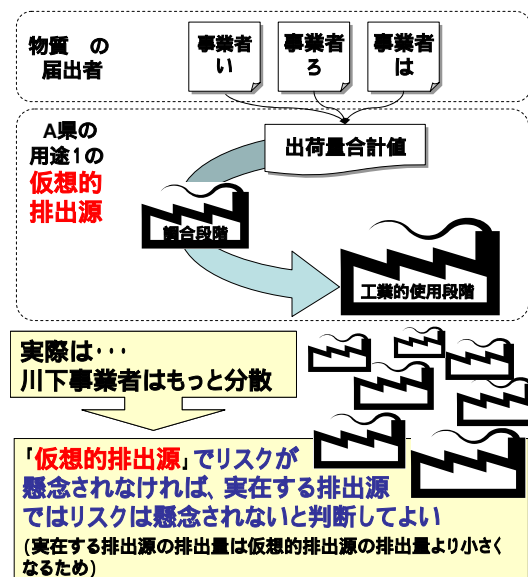 物質　の
届出者
事業者
い
事業者
ろ
事業者
は
A県の
用途1の
仮想的
排出源
出荷量合計値
調合段階
工業的使用段階
実際は・・・
川下事業者はもっと分散
「仮想的排出源」でリスクが
懸念されなければ、実在する排出源
ではリスクは懸念されないと判断してよい
(実在する排出源の排出量は仮想的排出源の排出量より小さく
なるため)